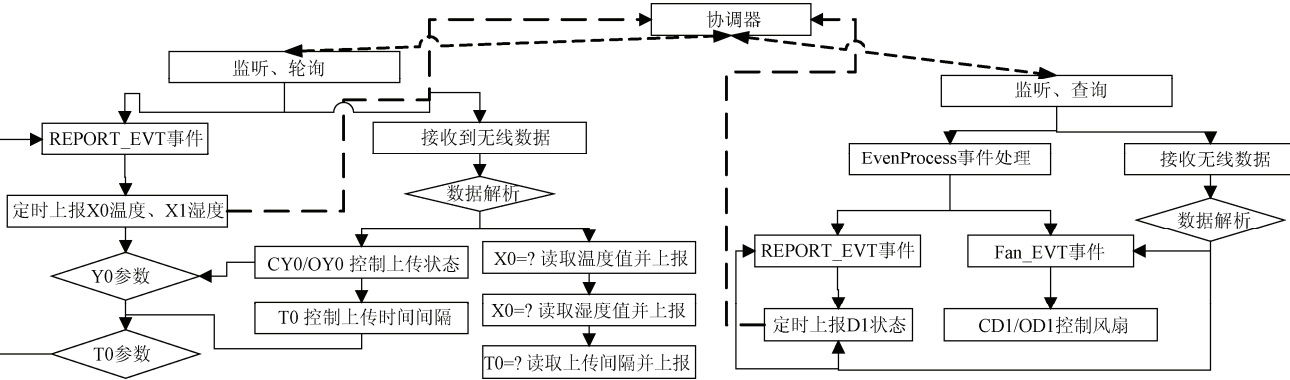 协调器
监听、轮询
监听、查询
REPORT_EVT事件
接收到无线数据
EvenProcess事件处理
接收无线数据
定时上报X0温度、X1湿度
数据解析
数据解析
Y0参数
CY0/OY0 控制上传状态
X0=? 读取温度值并上报
REPORT_EVT事件
Fan_EVT事件
T0 控制上传时间间隔
X0=? 读取湿度值并上报
定时上报D1状态
CD1/OD1控制风扇
T0参数
T0=? 读取上传间隔并上报